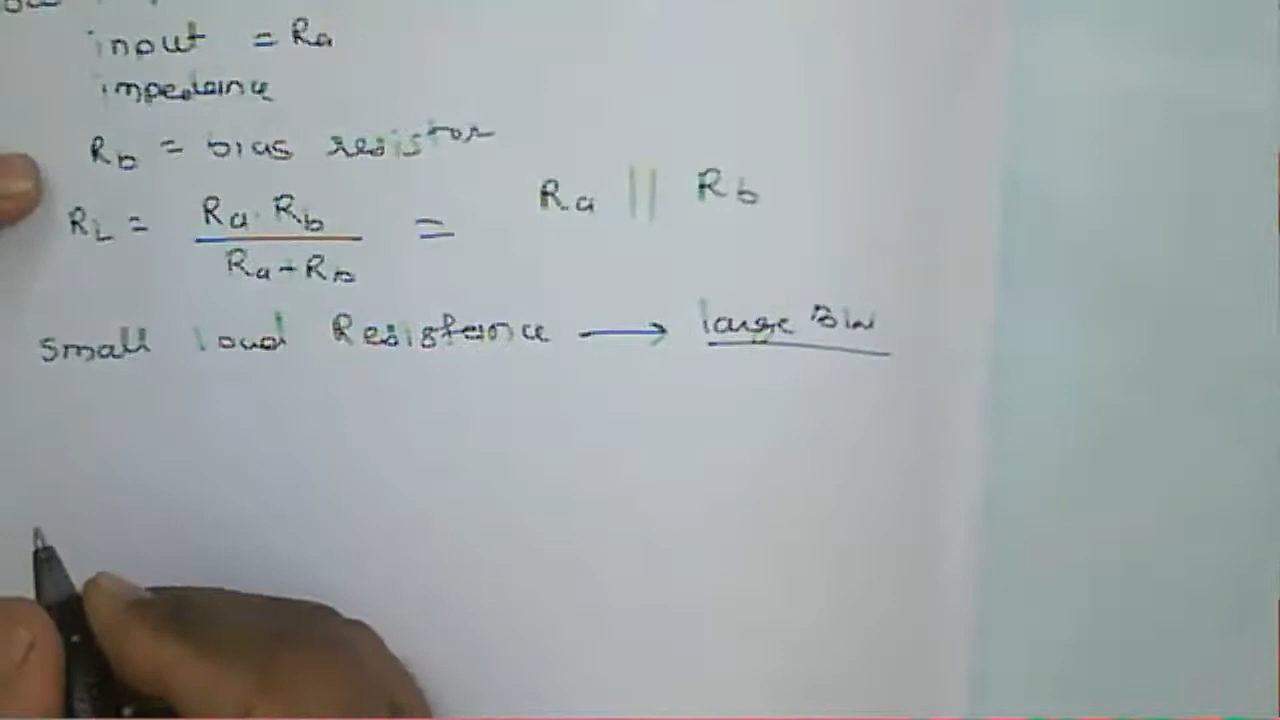 input = Ra
impedance
Rb = bias resistor
RL = Ra. Rb / Ra-Rb = Ra || Rb
Small load Resistance → large BW